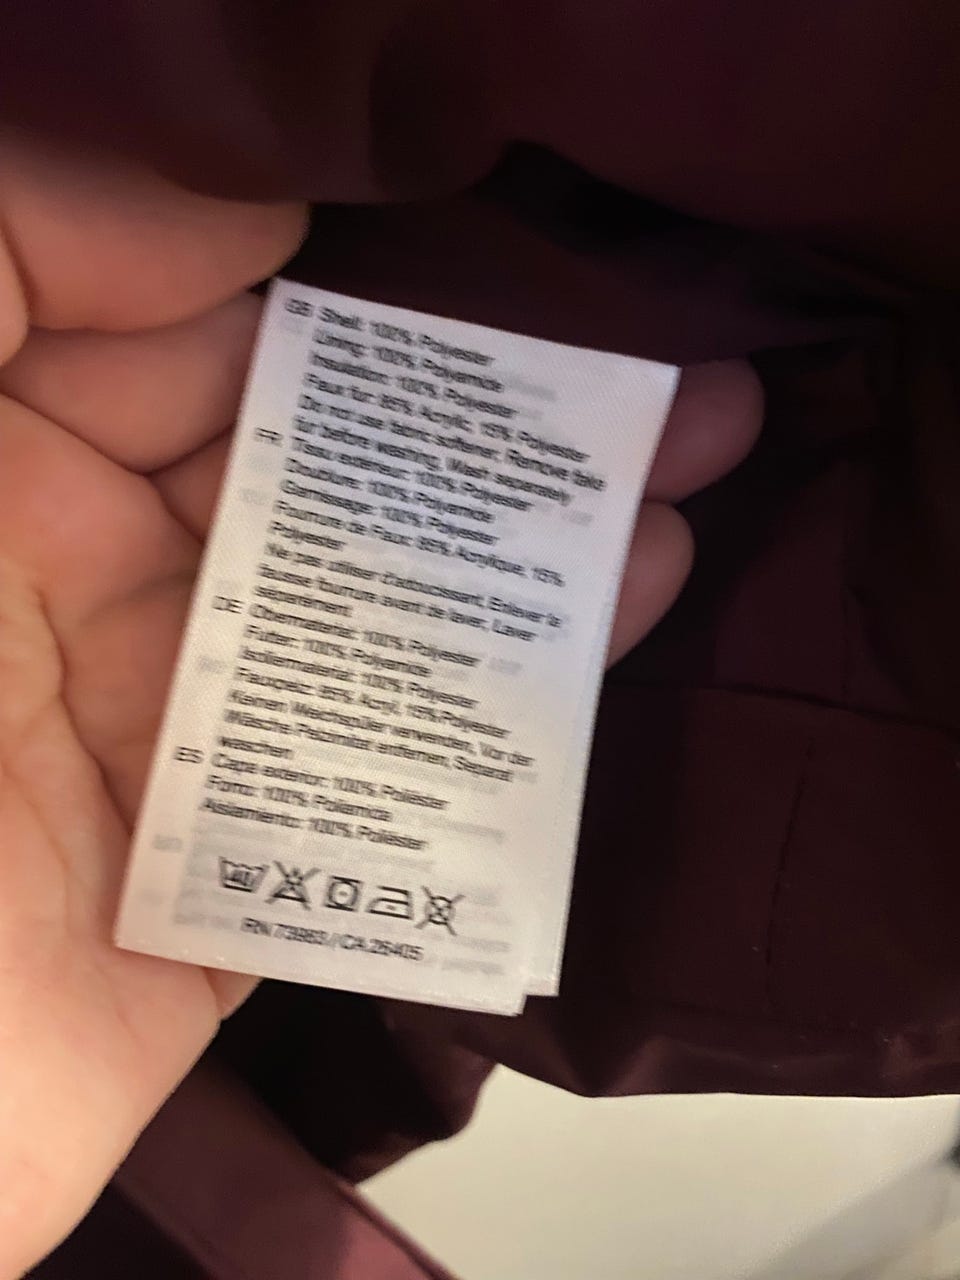 GB Shell: 100% Polyester
Lining: 100% Polyamide
Insulation: 100% Polyester
Faux fur: 85% Acrylic, 15% Polyester
Do not use fabric softener, Remove fake
fur before washing, Wash separately
FR Tissu extérieur: 100% Polyester
Doublure: 100% Polyamide
Garnissage: 100% Polyester
Fourrure de Faux: 85% Acrylique, 15%
Polyester
Ne pas utiliser d'adoucissant, Enlever la
fausse fourrure avant de laver, Laver
séparément
DE Obermaterial: 100% Polyester
Futter: 100% Polyamide
Isoliermaterial: 100% Polyester
Fauxpelz: 85% Acryl, 15% Polyester
Keinen Weichspüler verwenden, Vor der
Wäsche Pelzimitat entfernen, Separat
waschen
ES Capa exterior: 100% Poliéster
Forro: 100% Poliamida
Aislamiento: 100% Poliéster
40
RN / CA 26405